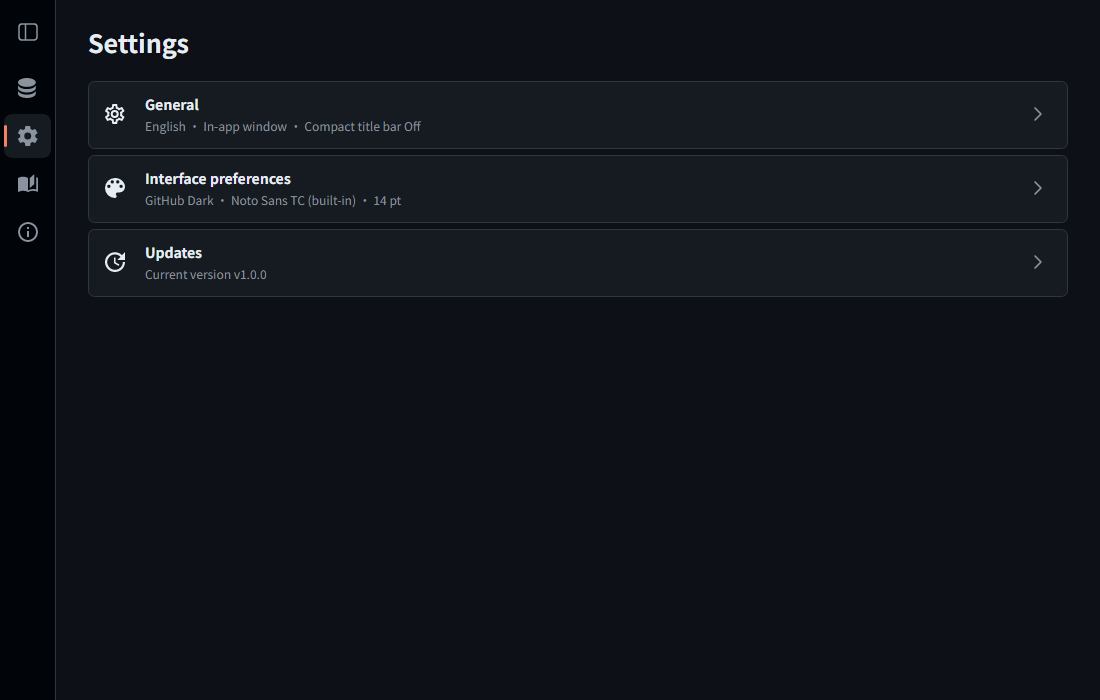 Settings
General
English • In-app window • Compact title bar Off
Interface preferences
GitHub Dark • Noto Sans TC (built-in) • 14 pt
Updates
Current version v1.0.0